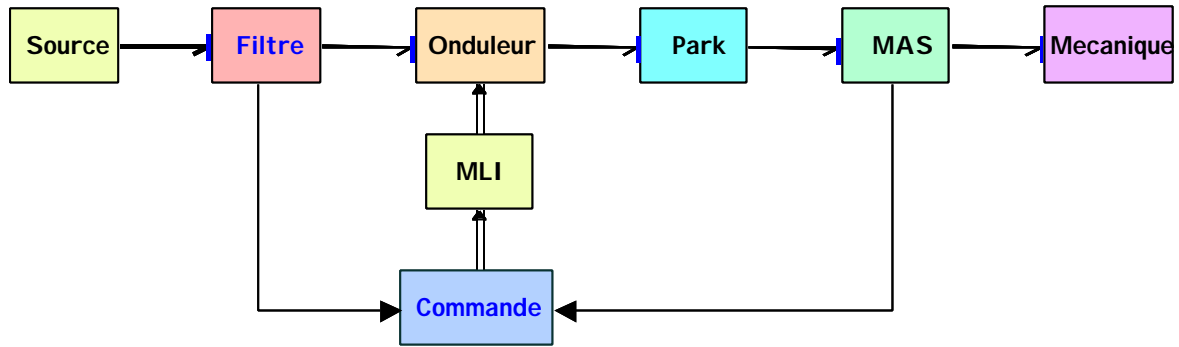 Source
Filtre
Onduleur
Park
MAS
Mecanique
MLI
Commande